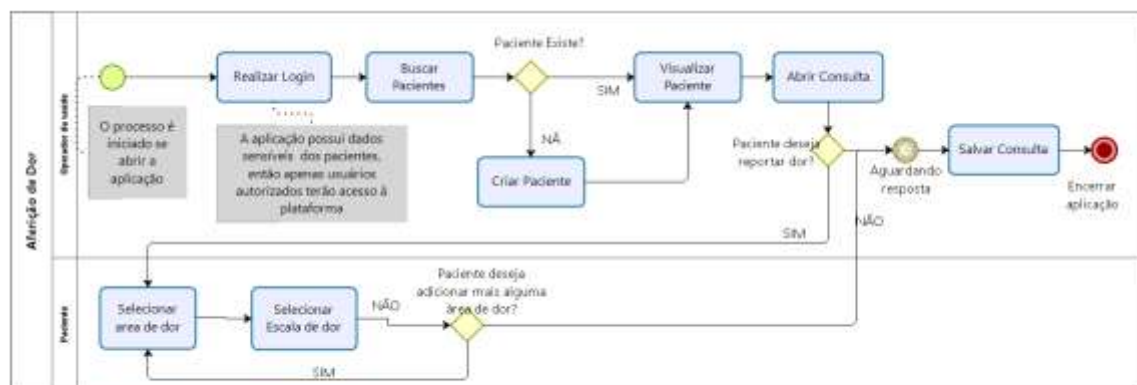 Aferição de Dor
Operador de saúde
Paciente
O processo é
iniciado se
abrir a
aplicação
Realizar Login
A aplicação possui dados
sensíveis dos pacientes,
então apenas usuários
autorizados terão acesso à
plataforma
Buscar
Pacientes
Paciente Existe?
SIM
NÃ
Criar Paciente
Visualizar
Paciente
Abrir Consulta
Paciente deseja
reportar dor?
Aguardando
resposta
Salvar Consulta
Encerrar
aplicação
SIM
NÃO
Selecionar
area de dor
Selecionar
Escala de dor
NÃO
Paciente deseja
adicionar mais alguma
área de dor?
SIM